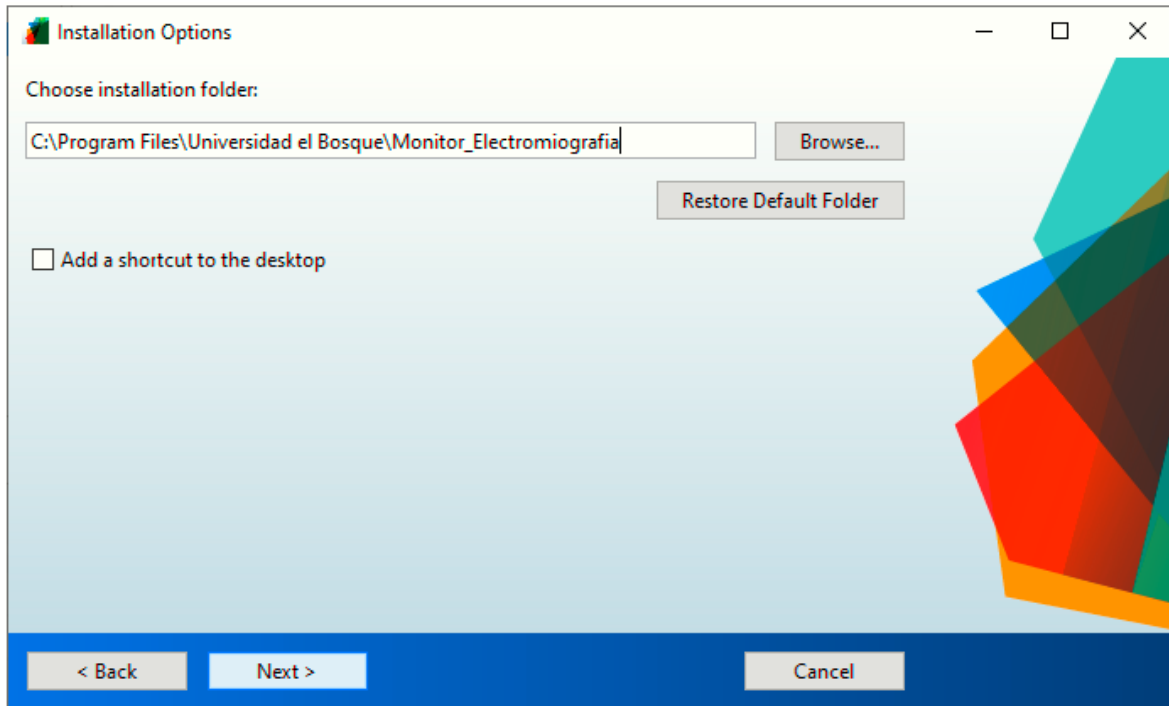 Installation Options
Choose installation folder:
C:\Program Files\Universidad el Bosque\Monitor_Electromiografia
Browse...
Restore Default Folder
Add a shortcut to the desktop
< Back
Next >
Cancel